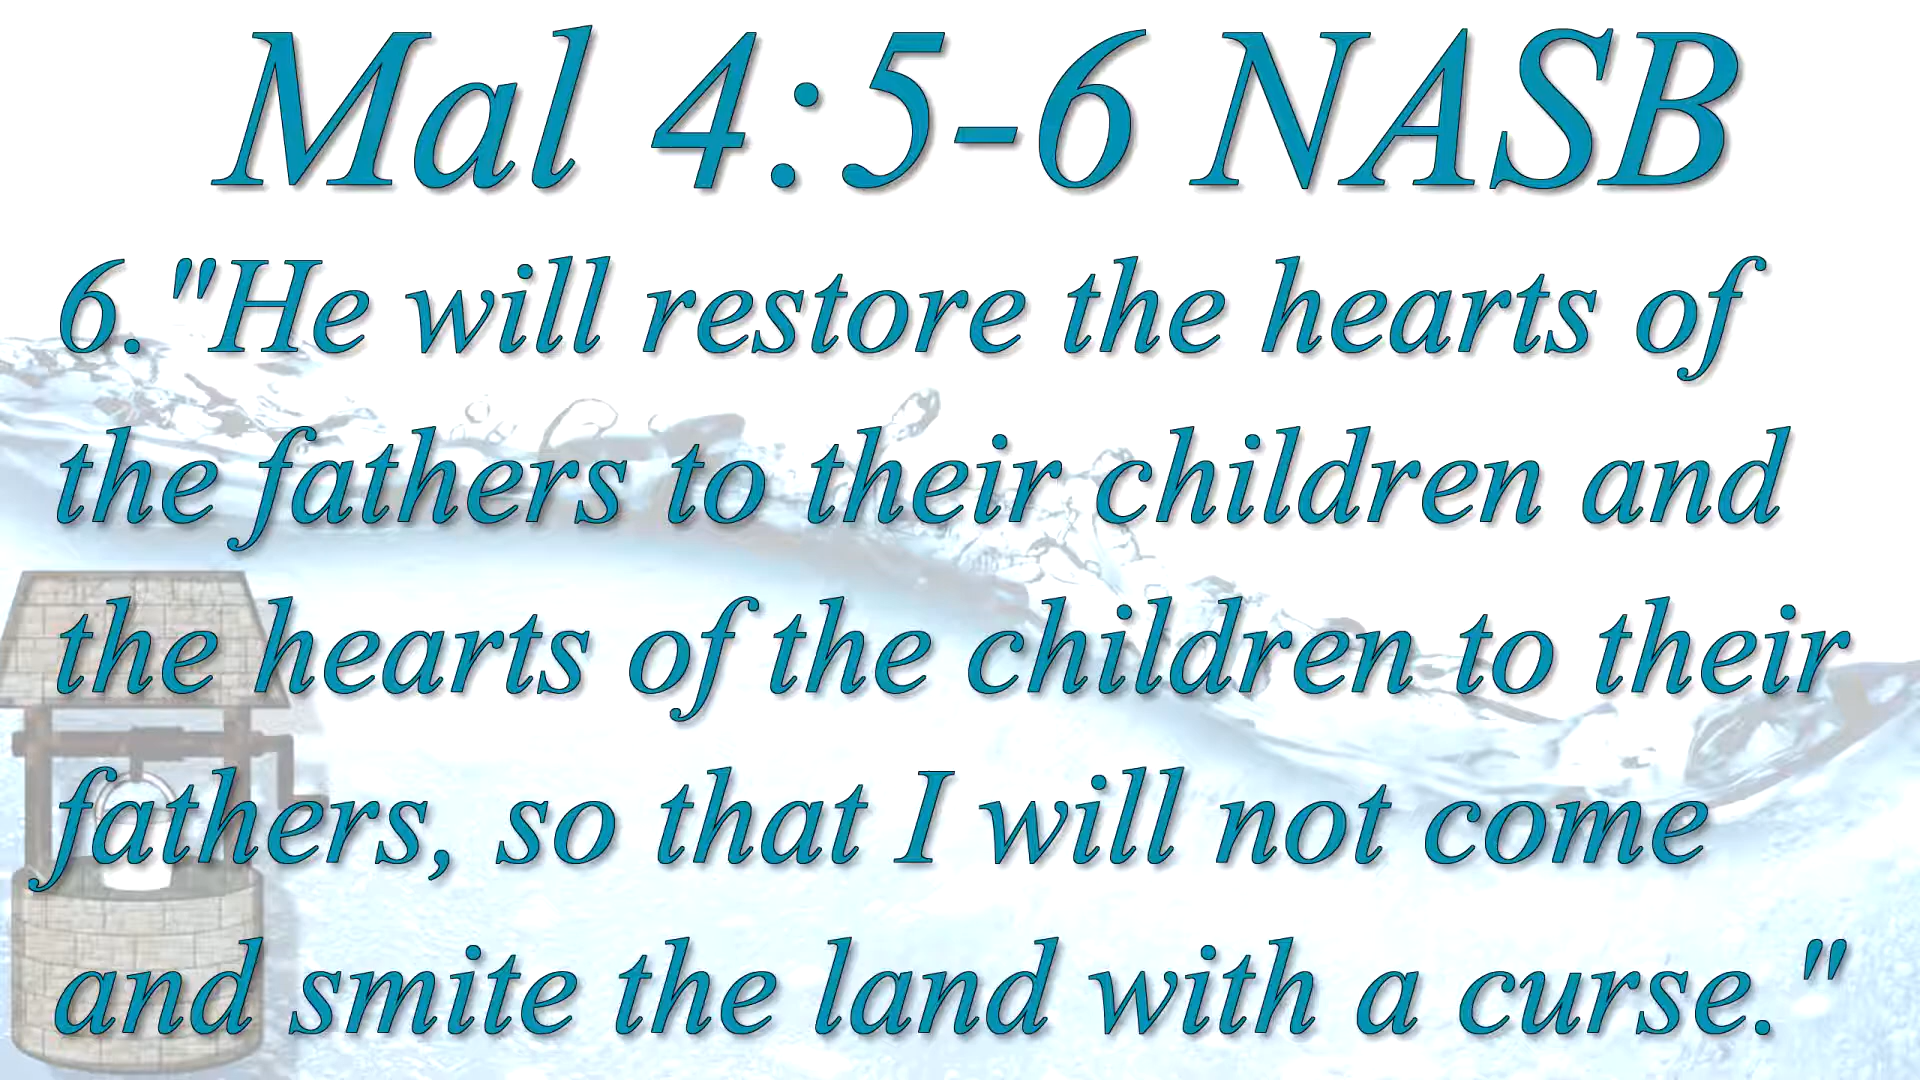 Mal 4:5-6 NASB
6. "He will restore the hearts of
the fathers to their children and
the hearts of the children to their
fathers, so that I will not come
and smite the land with a curse."